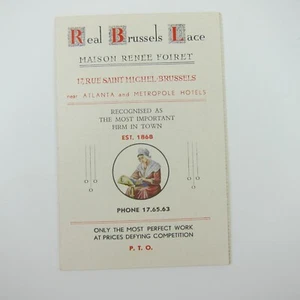 Real Brussels Lace
MAISON RENEE FOIRET
17, RUE SAINT MICHEL, BRUSSELS
near ATLANTA and METROPOLE HOTELS
RECOGNISED AS
THE MOST IMPORTANT
FIRM IN TOWN
EST. 1868
PHONE 17.65.63
ONLY THE MOST PERFECT WORK
AT PRICES DEFYING COMPETITION
P. T. O.